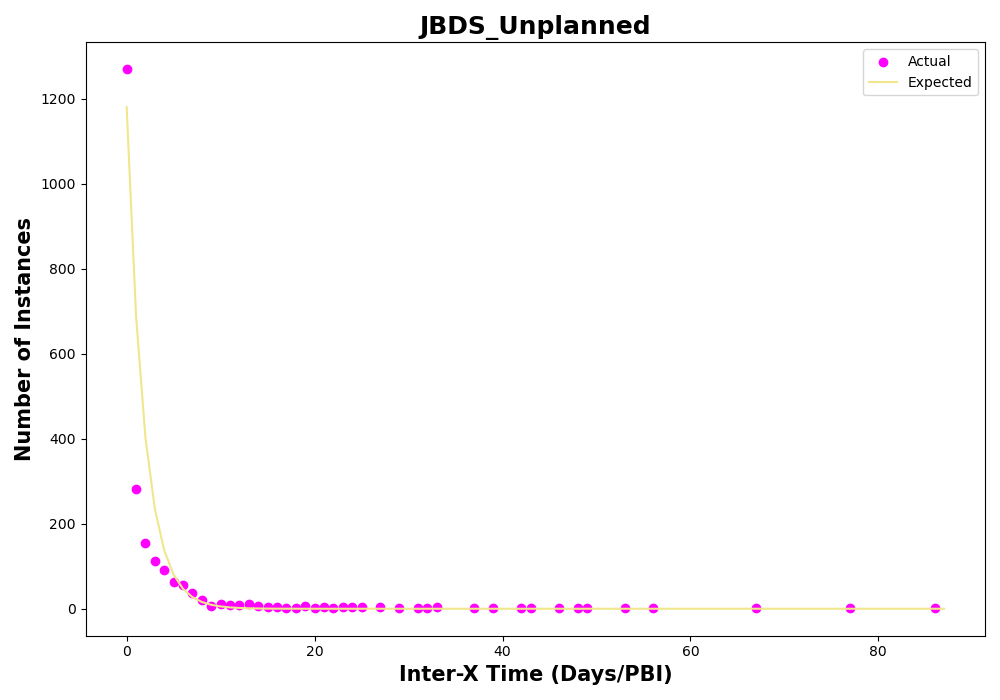 JBDS_Unplanned
Actual
Expected
Number of Instances
1200
1000
800
600
400
200
0
0 20 40 60 80
Inter-X Time (Days/PBI)